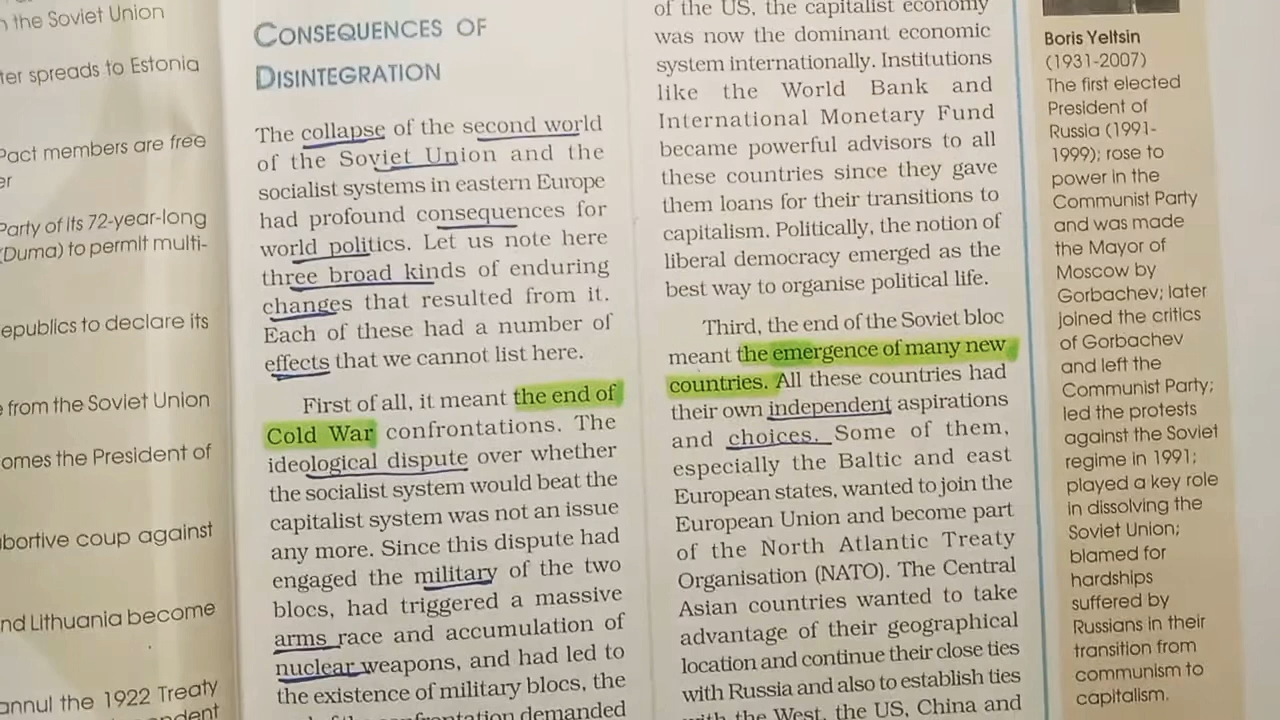 n the Soviet Union
ter spreads to Estonia
Pact members are free
er
Party of its 72-year-long
(Duma) to permit multi-
epublics to declare its
e from the Soviet Union
omes the President of
bortive coup against
nd Lithuania become
annul the 1922 Treaty
CONSEQUENCES OF
DISINTEGRATION
The collapse of the second world
of the Soviet Union and the
socialist systems in eastern Europe
had profound consequences for
world politics. Let us note here
three broad kinds of enduring
changes that resulted from it.
Each of these had a number of
effects that we cannot list here.
First of all, it meant the end of
Cold War confrontations. The
ideological dispute over whether
the socialist system would beat the
capitalist system was not an issue
any more. Since this dispute had
engaged the military of the two
blocs, had triggered a massive
arms race and accumulation of
nuclear weapons, and had led to
the existence of military blocs, the
demanded
of the US, the capitalist economy
was now the dominant economic
system internationally. Institutions
like the World Bank and
International Monetary Fund
became powerful advisors to all
these countries since they gave
them loans for their transitions to
capitalism. Politically, the notion of
liberal democracy emerged as the
best way to organise political life.
Third, the end of the Soviet bloc
meant the emergence of many new
countries. All these countries had
their own independent aspirations
and choices. Some of them,
especially the Baltic and east
European states, wanted to join the
European Union and become part
of the North Atlantic Treaty
Organisation (NATO). The Central
Asian countries wanted to take
advantage of their geographical
location and continue their close ties
with Russia and also to establish ties
with the West, the US, China and
Boris Yeltsin
(1931-2007)
The first elected
President of
Russia (1991-
1999); rose to
power in the
Communist Party
and was made
the Mayor of
Moscow by
Gorbachev; later
joined the critics
of Gorbachev
and left the
Communist Party;
led the protests
against the Soviet
regime in 1991;
played a key role
in dissolving the
Soviet Union;
blamed for
hardships
suffered by
Russians in their
transition from
communism to
capitalism.